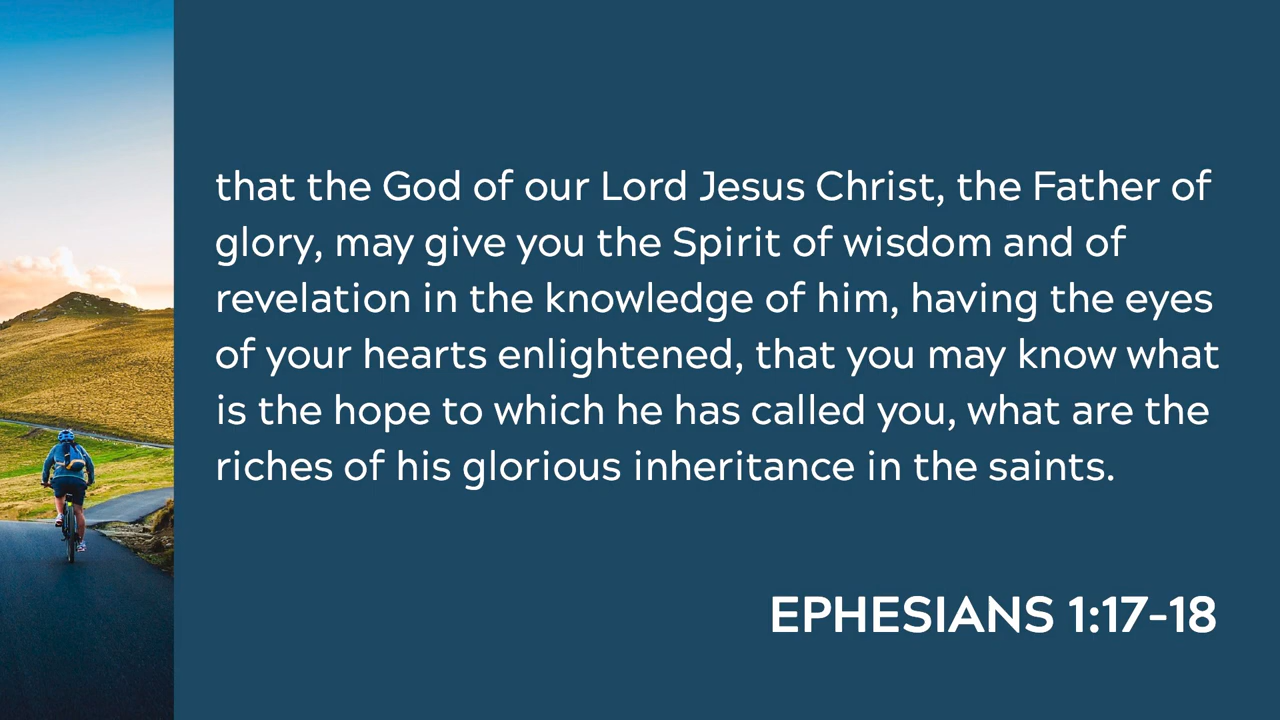 that the God of our Lord Jesus Christ, the Father of
glory, may give you the Spirit of wisdom and of
revelation in the knowledge of him, having the eyes
of your hearts enlightened, that you may know what
is the hope to which he has called you, what are the
riches of his glorious inheritance in the saints.
EPHESIANS 1:17–18